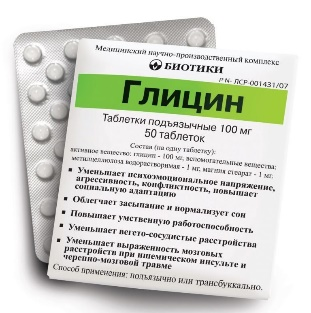 Медицинский научно-производственный комплекс
БИОТИКИ
P N- ЛСР-001431/07
Глицин
Таблетки подъязычные 100 мг
50 таблеток
Состав (на одну таблетку):
активное вещество: глицин - 100 мг, вспомогательные вещества:
метилцеллюлоза водорастворимая - 1 мг, магния стеарат - 1 мг.
• Уменьшает психоэмоциональное напряжение,
агрессивность, конфликтность, повышает
социальную адаптацию
• Облегчает засыпание и нормализует сон
• Повышает умственную работоспособность
• Уменьшает вегето-сосудистые расстройства
• Уменьшает выраженность мозговых
расстройств при ишемическом инсульте и
черепно-мозговой травме
Способ применения: подъязычно или трансбуккально.